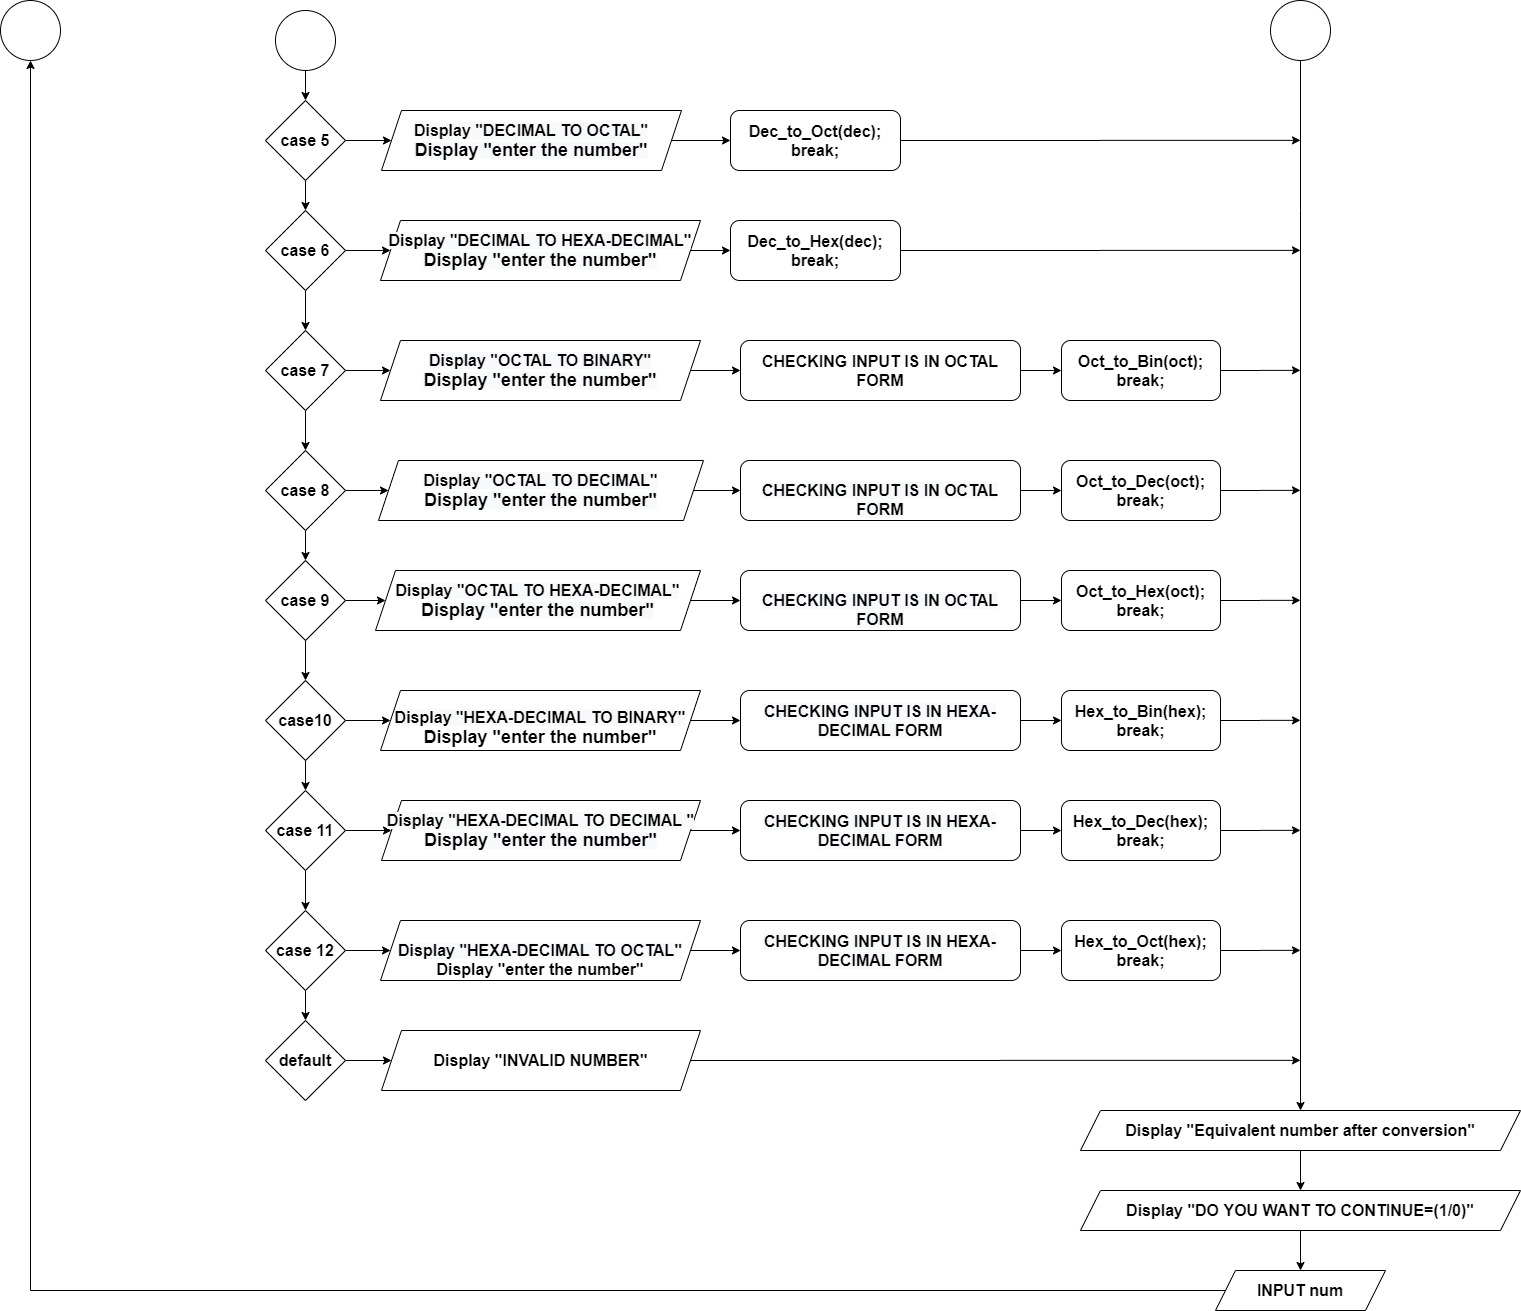 case 5
Display "DECIMAL TO OCTAL"
Display "enter the number"
Dec_to_Oct(dec);
break;
case 6
Display "DECIMAL TO HEXA-DECIMAL"
Display "enter the number"
Dec_to_Hex(dec);
break;
case 7
Display "OCTAL TO BINARY"
Display "enter the number"
CHECKING INPUT IS IN OCTAL
FORM
Oct_to_Bin(oct);
break;
case 8
Display "OCTAL TO DECIMAL"
Display "enter the number"
CHECKING INPUT IS IN OCTAL
FORM
Oct_to_Dec(oct);
break;
case 9
Display "OCTAL TO HEXA-DECIMAL"
Display "enter the number"
CHECKING INPUT IS IN OCTAL
FORM
Oct_to_Hex(oct);
break;
case10
Display "HEXA-DECIMAL TO BINARY"
Display "enter the number"
CHECKING INPUT IS IN HEXA-
DECIMAL FORM
Hex_to_Bin(hex);
break;
case 11
Display "HEXA-DECIMAL TO DECIMAL "
Display "enter the number"
CHECKING INPUT IS IN HEXA-
DECIMAL FORM
Hex_to_Dec(hex);
break;
case 12
Display "HEXA-DECIMAL TO OCTAL"
Display "enter the number"
CHECKING INPUT IS IN HEXA-
DECIMAL FORM
Hex_to_Oct(hex);
break;
default
Display "INVALID NUMBER"
Display "Equivalent number after conversion"
Display "DO YOU WANT TO CONTINUE=(1/0)"
INPUT num